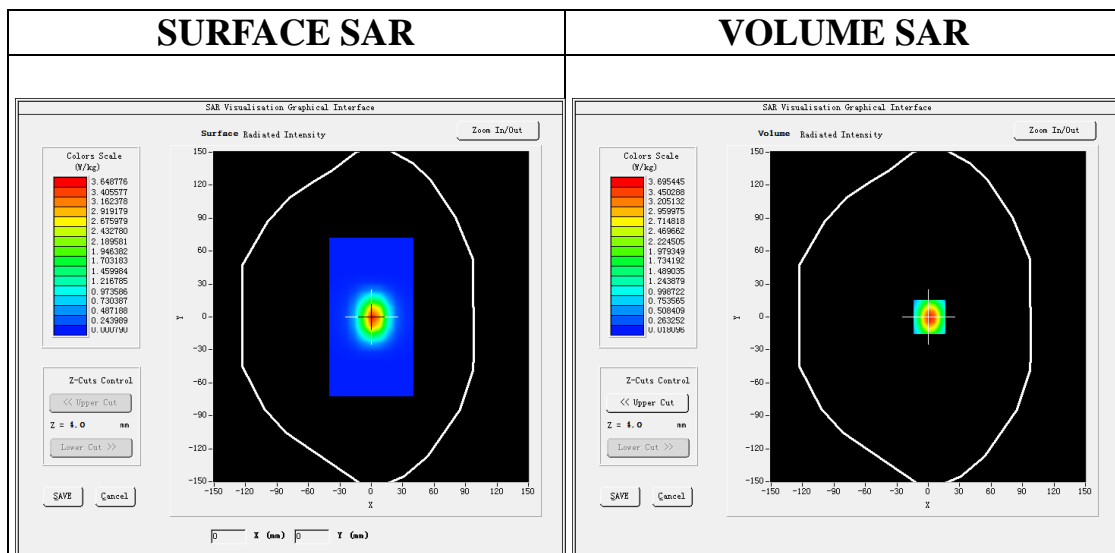 SURFACE SAR
SAR Visualisation Graphical Interface
Surface Radiated Intensity
Zoom In/Out
Colors Scale
(W/kg)
3.648776
3.405577
3.162378
2.919179
2.675979
2.432780
2.189581
1.946382
1.703183
1.459984
1.216785
0.973586
0.730387
0.487188
0.243989
0.000790
150
120
90
60
30
0
-30
-60
-90
-120
-150
Y
-150 -120 -90 -60 -30 0 30 60 90 120 150
X
Z-Cuts Control
<< Upper Cut
Z = 4.0 mm
Lower Cut >>
SAVE Cancel
0 X (mm) 0 Y (mm)
VOLUME SAR
SAR Visualisation Graphical Interface
Volume Radiated Intensity
Zoom In/Out
Colors Scale
(W/kg)
3.695445
3.450288
3.205132
2.959975
2.714818
2.469662
2.224505
1.979349
1.734192
1.489035
1.243879
0.998722
0.753565
0.508409
0.263252
0.018096
150
120
90
60
30
0
-30
-60
-90
-120
-150
Y
-150 -120 -90 -60 -30 0 30 60 90 120 150
X
Z-Cuts Control
<< Upper Cut
Z = 4.0 mm
Lower Cut >>
SAVE Cancel